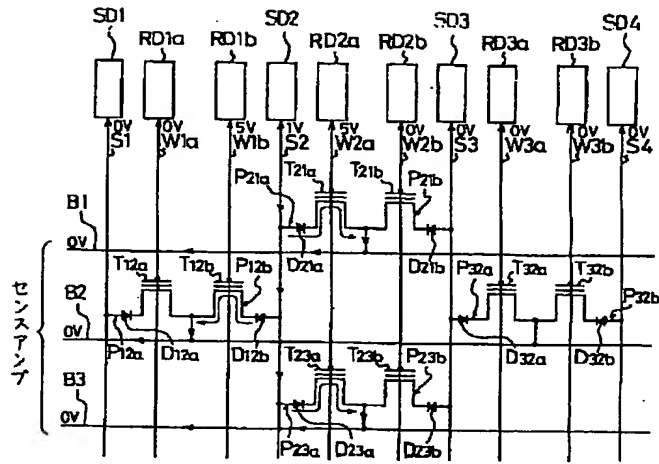 SD1 RD1a RD1b SD2 RD2a RD2b SD3 RD3a RD3b SD4
0V 0V 5V 1V 5V 0V 0V 0V 0V 0V
S1 W1a W1b S2 W2a W2b S3 W3a W3b S4
T21a T21b
P21a P21b
B1
0V
D21a D21b
T12a T12b P12b P32a T32a T32b P32b
B2
0V
P12a D12a D12b D32a D32b
T23a T23b P23b
B3
0V
P23a D23a D23b
センスアンプ